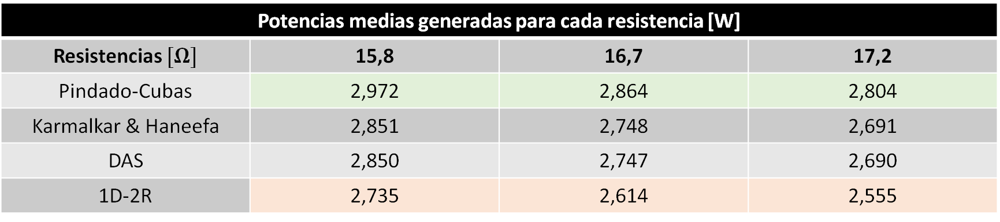 Potencias medias generadas para cada resistencia [W]
Resistencias [Ω] 15,8 16,7 17,2
Pindado-Cubas 2,972 2,864 2,804
Karmalkar & Haneefa 2,851 2,748 2,691
DAS 2,850 2,747 2,690
1D-2R 2,735 2,614 2,555